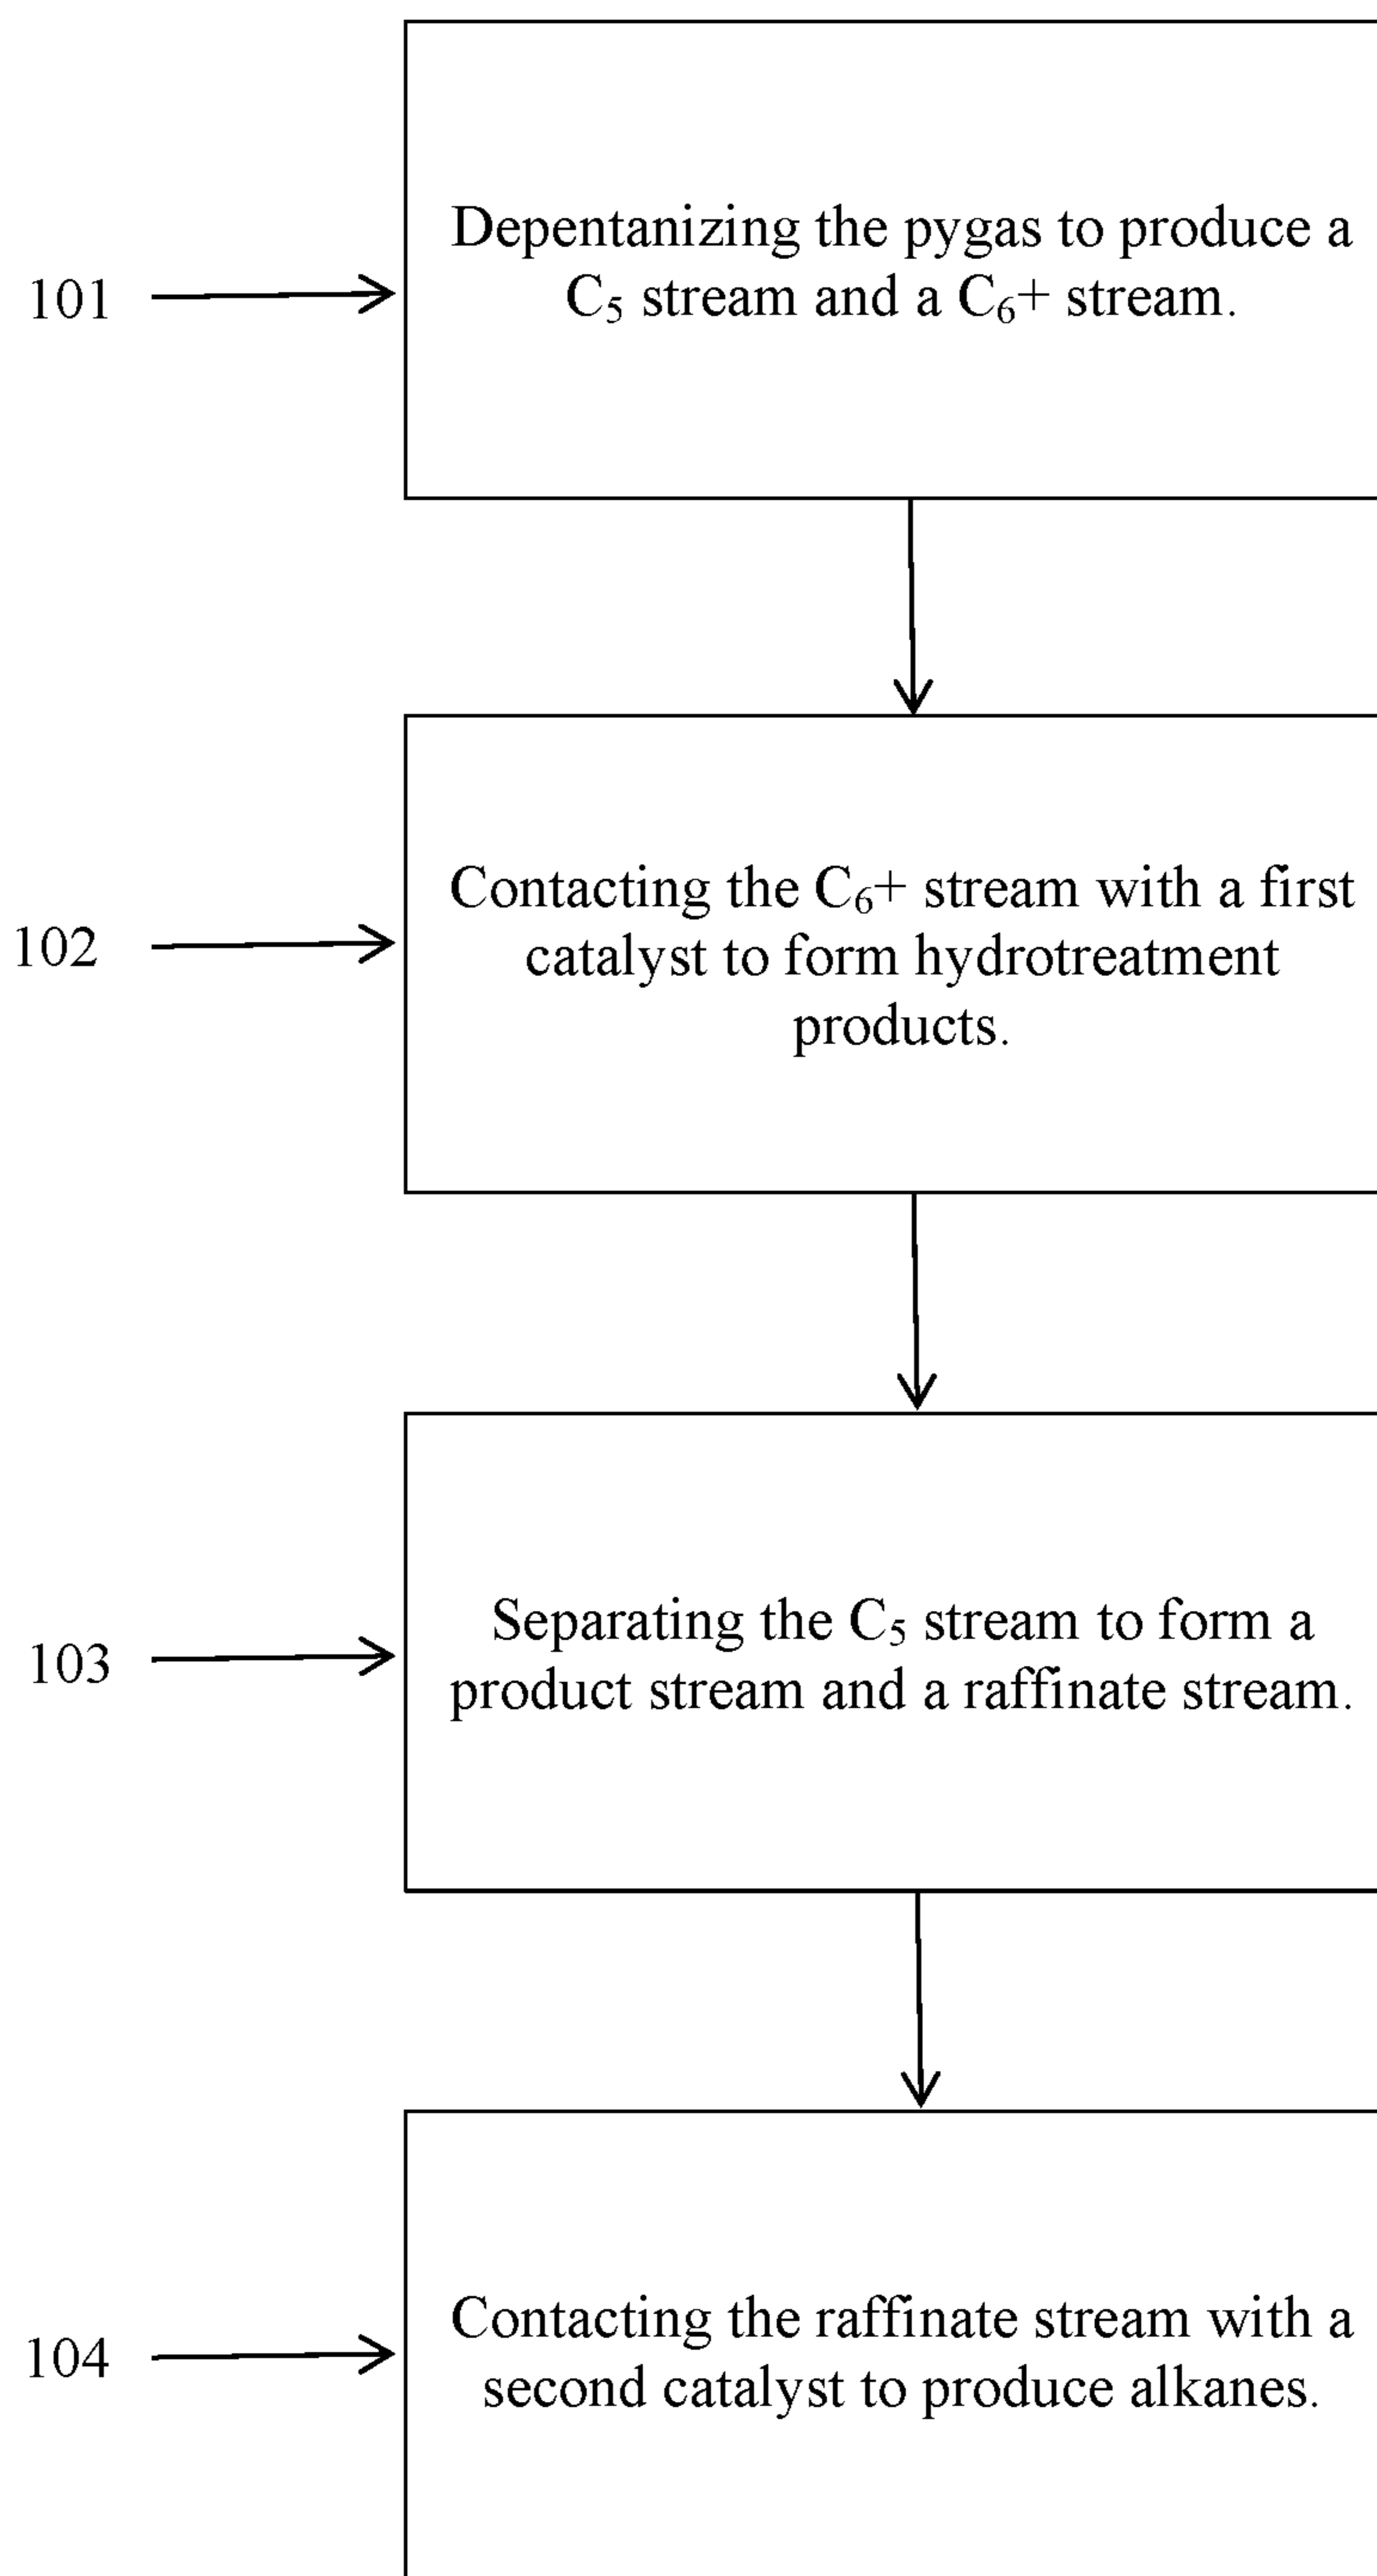 101
Depentanizing the pygas to produce a
C₅ stream and a C₆+ stream.
102
Contacting the C₆+ stream with a first
catalyst to form hydrotreatment
products.
103
Separating the C₅ stream to form a
product stream and a raffinate stream.
104
Contacting the raffinate stream with a
second catalyst to produce alkanes.